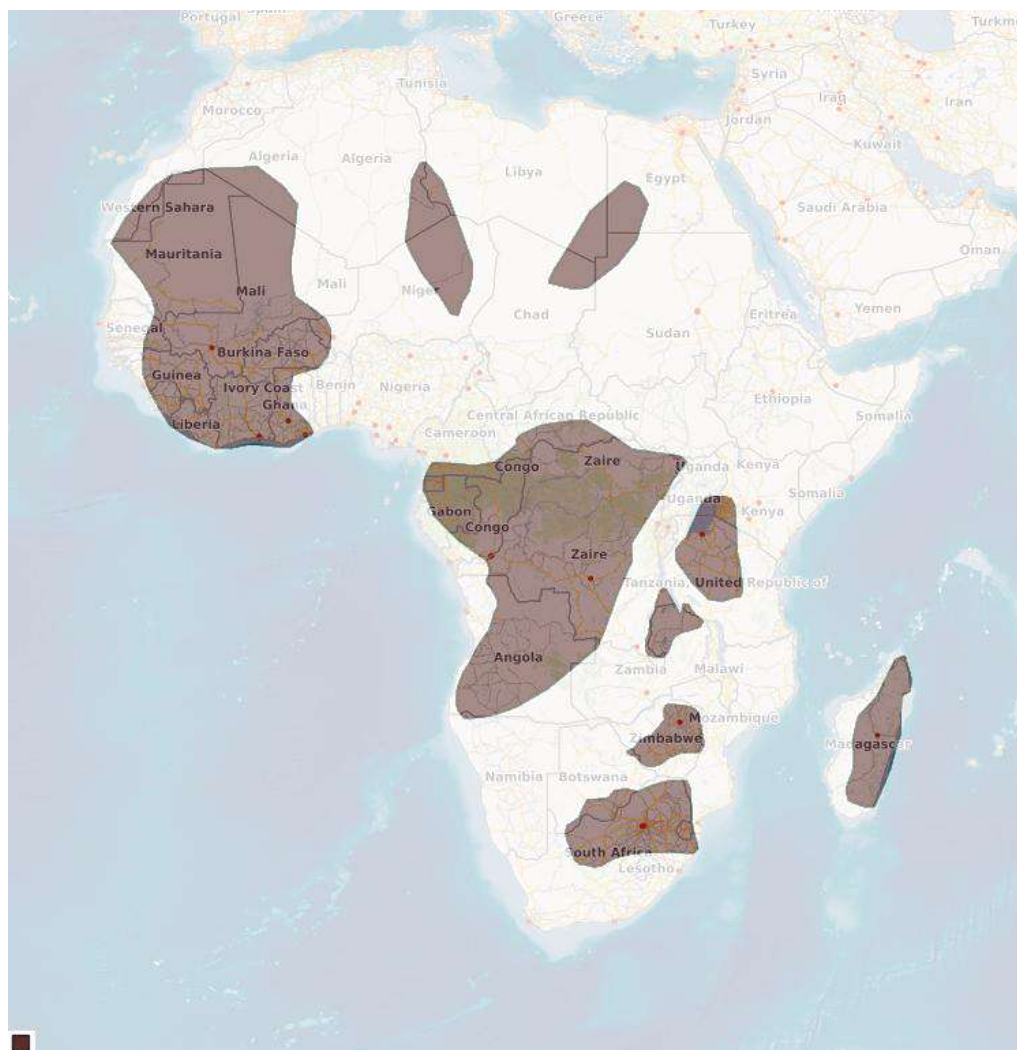 Portugal
Spain
Greece
Turkey
Turkm
Tunisia
Syria
Morocco
Iraq
Iran
Jordan
Kuwait
Algeria
Algeria
Libya
Egypt
Western Sahara
Saudi Arabia
Mauritania
Oman
Mali
Mali
Niger
Chad
Yemen
Eritrea
Senegal
Sudan
Burkina Faso
Guinea
Ivory Coast
Benin
Nigeria
Ethiopia
Ghana
Central African Republic
Somalia
Liberia
Cameroon
Congo
Zaire
Uganda
Kenya
Somalia
Uganda
Gabon
Kenya
Congo
Zaire
Tanzania, United Republic of
Angola
Zambia
Malawi
Mozambique
Zimbabwe
Madagascar
Namibia
Botswana
South Africa
Lesotho